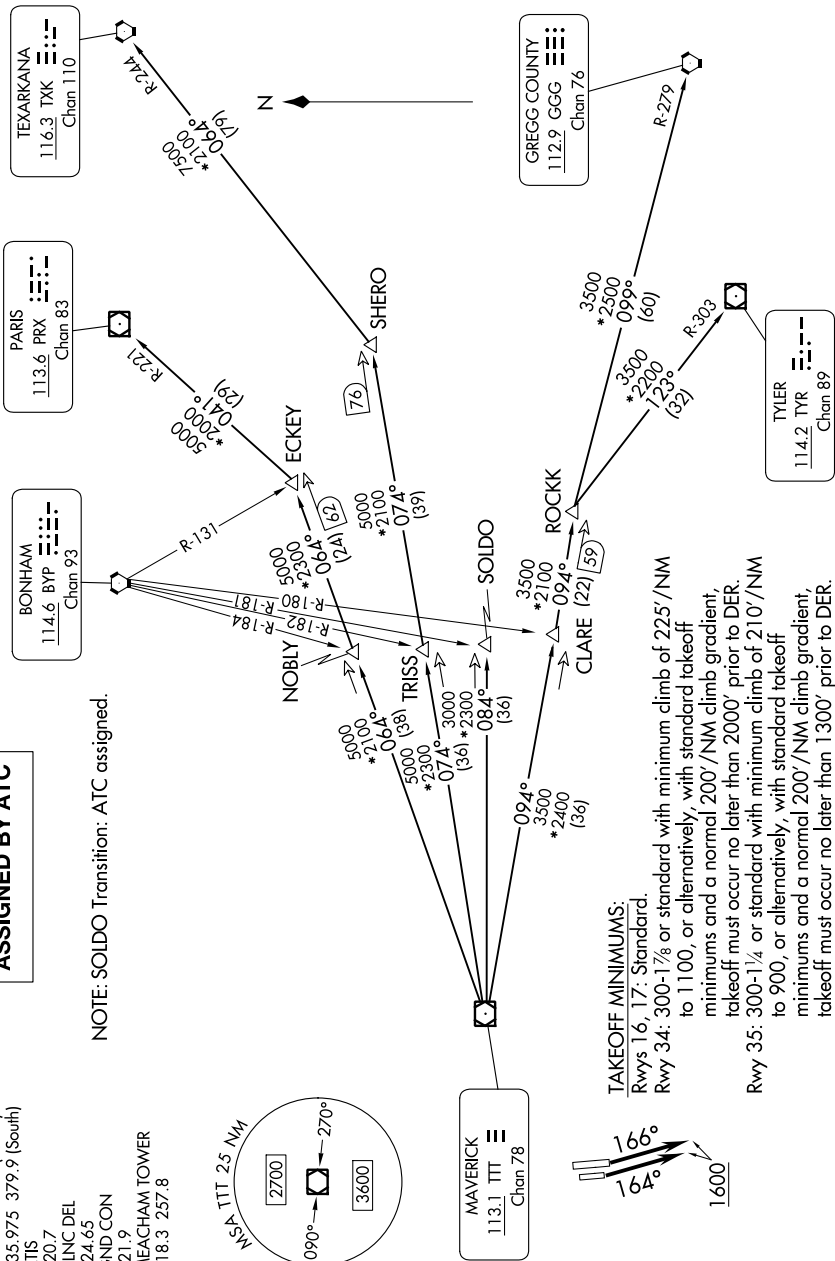 ASSIGNED BY ATC
35.975 379.9 (South)
TIS
20.7
LNC DEL
24.65
GND CON
21.9
MEACHAM TOWER
18.3 257.8
NOTE: SOLDO Transition: ATC assigned.
BONHAM
114.6 BYP
Chan 93
PARIS
113.6 PRX
Chan 83
TEXARKANA
116.3 TXK
Chan 110
GREGG COUNTY
112.9 GGG
Chan 76
TYLER
114.2 TYR
Chan 89
MAVERICK
113.1 TTT
Chan 78
N
MSA TTT 25 NM
2700
3600
090°
270°
R-131
R-180
R-181
R-182
R-184
NOBLY
ECKEY
TRISS
SHERO
SOLDO
CLARE
ROCKK
5000
*2100
064°
(38)
5000
*2300
064°
(24)
62
5000
*2000
041°
(29)
R-221
5000
*2300
074°
(36)
5000
*2100
074°
(39)
76
7500
*2100
064°
(79)
R-244
3000
*2300
084°
(36)
094°
3500
*2400
(36)
3500
*2100
094°
(22)
59
3500
*2500
099°
(60)
R-279
3500
*2200
123°
(32)
R-303
TAKEOFF MINIMUMS:
Rwys 16, 17: Standard.
Rwy 34: 300-1⅞ or standard with minimum climb of 225'/NM
to 1100, or alternatively, with standard takeoff
minimums and a normal 200'/NM climb gradient,
takeoff must occur no later than 2000' prior to DER.
Rwy 35: 300-1¼ or standard with minimum climb of 210'/NM
to 900, or alternatively, with standard takeoff
minimums and a normal 200'/NM climb gradient,
takeoff must occur no later than 1300' prior to DER.
166°
164°
1600